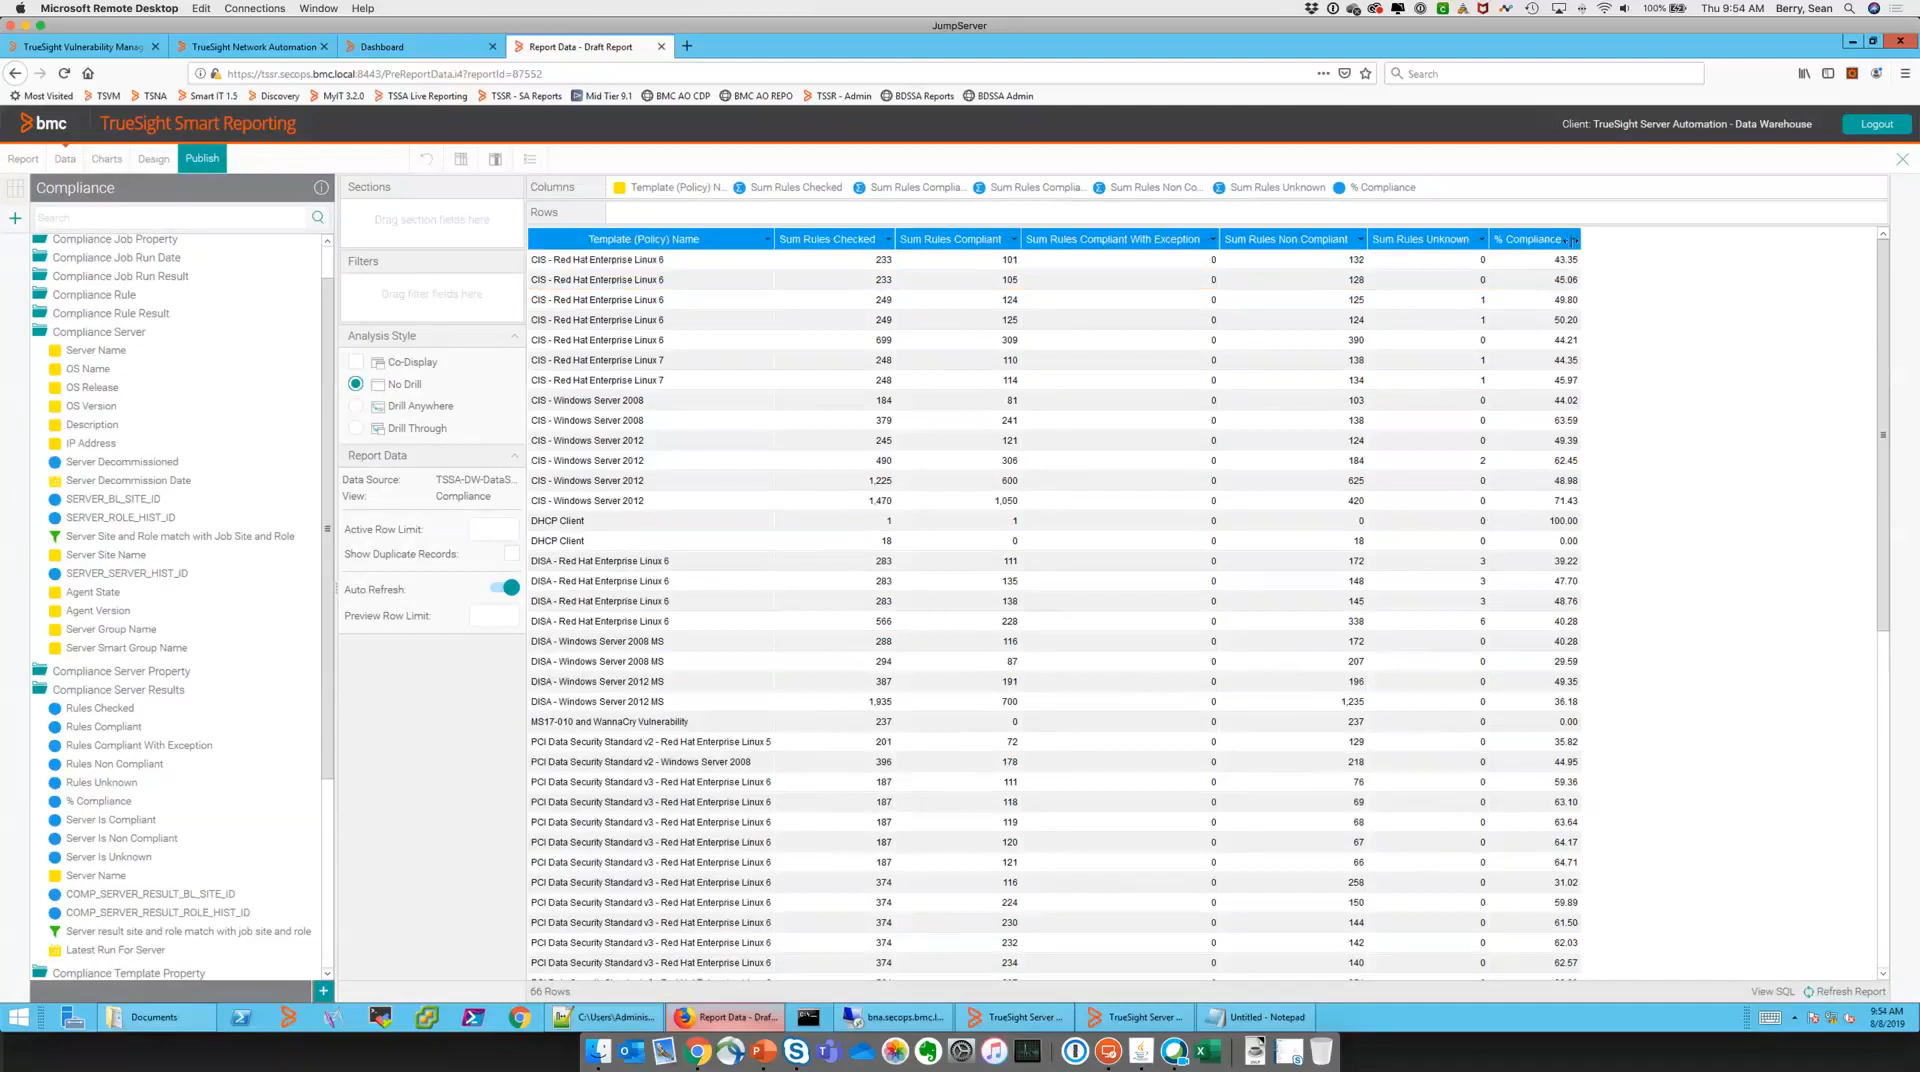 Microsoft Remote Desktop Edit Connections Window Help 100% Thu 9:54 AM Berry, Sean
JumpServer
TrueSight Vulnerability Manag TrueSight Network Automation Dashboard Report Data - Draft Report
https://tssr.secops.bmc.local:8443/PreReportData.i4?reportId=87552 Search
Most Visited TSVM TSNA Smart IT 1.5 Discovery MyIT 3.2.0 TSSA Live Reporting TSSR - SA Reports Mid Tier 9.1 BMC AO CDP BMC AO REPO TSSR - Admin BDSSA Reports BDSSA Admin
bmc TrueSight Smart Reporting Client: TrueSight Server Automation - Data Warehouse Logout
Report Data Charts Design Publish
Compliance
Search
Compliance Job Property
Compliance Job Run Date
Compliance Job Run Result
Compliance Rule
Compliance Rule Result
Compliance Server
Server Name
OS Name
OS Release
OS Version
Description
IP Address
Server Decommissioned
Server Decommission Date
SERVER_BL_SITE_ID
SERVER_ROLE_HIST_ID
Server Site and Role match with Job Site and Role
Server Site Name
SERVER_SERVER_HIST_ID
Agent State
Agent Version
Server Group Name
Server Smart Group Name
Compliance Server Property
Compliance Server Results
Rules Checked
Rules Compliant
Rules Compliant With Exception
Rules Non Compliant
Rules Unknown
% Compliance
Server Is Compliant
Server Is Non Compliant
Server Is Unknown
Server Name
COMP_SERVER_RESULT_BL_SITE_ID
COMP_SERVER_RESULT_ROLE_HIST_ID
Server result site and role match with job site and role
Latest Run For Server
Compliance Template Property
Sections
Drag section fields here
Filters
Drag filter fields here
Analysis Style
Co-Display
No Drill
Drill Anywhere
Drill Through
Report Data
Data Source: TSSA-DW-DataS...
View: Compliance
Active Row Limit:
Show Duplicate Records:
Auto Refresh:
Preview Row Limit:
Columns Template (Policy) N... Sum Rules Checked Sum Rules Complia... Sum Rules Complia... Sum Rules Non Co... Sum Rules Unknown % Compliance
Rows
Template (Policy) Name Sum Rules Checked Sum Rules Compliant Sum Rules Compliant With Exception Sum Rules Non Compliant Sum Rules Unknown % Compliance
CIS - Red Hat Enterprise Linux 6 233 101 0 132 0 43.35
CIS - Red Hat Enterprise Linux 6 233 105 0 128 0 45.06
CIS - Red Hat Enterprise Linux 6 249 124 0 125 1 49.80
CIS - Red Hat Enterprise Linux 6 249 125 0 124 1 50.20
CIS - Red Hat Enterprise Linux 6 699 309 0 390 0 44.21
CIS - Red Hat Enterprise Linux 7 248 110 0 138 1 44.35
CIS - Red Hat Enterprise Linux 7 248 114 0 134 1 45.97
CIS - Windows Server 2008 184 81 0 103 0 44.02
CIS - Windows Server 2008 379 241 0 138 0 63.59
CIS - Windows Server 2012 245 121 0 124 0 49.39
CIS - Windows Server 2012 490 306 0 184 2 62.45
CIS - Windows Server 2012 1,225 600 0 625 0 48.98
CIS - Windows Server 2012 1,470 1,050 0 420 0 71.43
DHCP Client 1 1 0 0 0 100.00
DHCP Client 18 0 0 18 0 0.00
DISA - Red Hat Enterprise Linux 6 283 111 0 172 3 39.22
DISA - Red Hat Enterprise Linux 6 283 135 0 148 3 47.70
DISA - Red Hat Enterprise Linux 6 283 138 0 145 3 48.76
DISA - Red Hat Enterprise Linux 6 566 228 0 338 6 40.28
DISA - Windows Server 2008 MS 288 116 0 172 0 40.28
DISA - Windows Server 2008 MS 294 87 0 207 0 29.59
DISA - Windows Server 2012 MS 387 191 0 196 0 49.35
DISA - Windows Server 2012 MS 1,935 700 0 1,235 0 36.18
MS17-010 and WannaCry Vulnerability 237 0 0 237 0 0.00
PCI Data Security Standard v2 - Red Hat Enterprise Linux 5 201 72 0 129 0 35.82
PCI Data Security Standard v2 - Windows Server 2008 396 178 0 218 0 44.95
PCI Data Security Standard v3 - Red Hat Enterprise Linux 6 187 111 0 76 0 59.36
PCI Data Security Standard v3 - Red Hat Enterprise Linux 6 187 118 0 69 0 63.10
PCI Data Security Standard v3 - Red Hat Enterprise Linux 6 187 119 0 68 0 63.64
PCI Data Security Standard v3 - Red Hat Enterprise Linux 6 187 120 0 67 0 64.17
PCI Data Security Standard v3 - Red Hat Enterprise Linux 6 187 121 0 66 0 64.71
PCI Data Security Standard v3 - Red Hat Enterprise Linux 6 374 116 0 258 0 31.02
PCI Data Security Standard v3 - Red Hat Enterprise Linux 6 374 224 0 150 0 59.89
PCI Data Security Standard v3 - Red Hat Enterprise Linux 6 374 230 0 144 0 61.50
PCI Data Security Standard v3 - Red Hat Enterprise Linux 6 374 232 0 142 0 62.03
PCI Data Security Standard v3 - Red Hat Enterprise Linux 6 374 234 0 140 0 62.57
66 Rows View SQL Refresh Report
Documents C:\Users\Adminis... Report Data - Draf... bna.secops.bmc.l... TrueSight Server ... TrueSight Server ... Untitled - Notepad 9:54 AM
8/8/2019